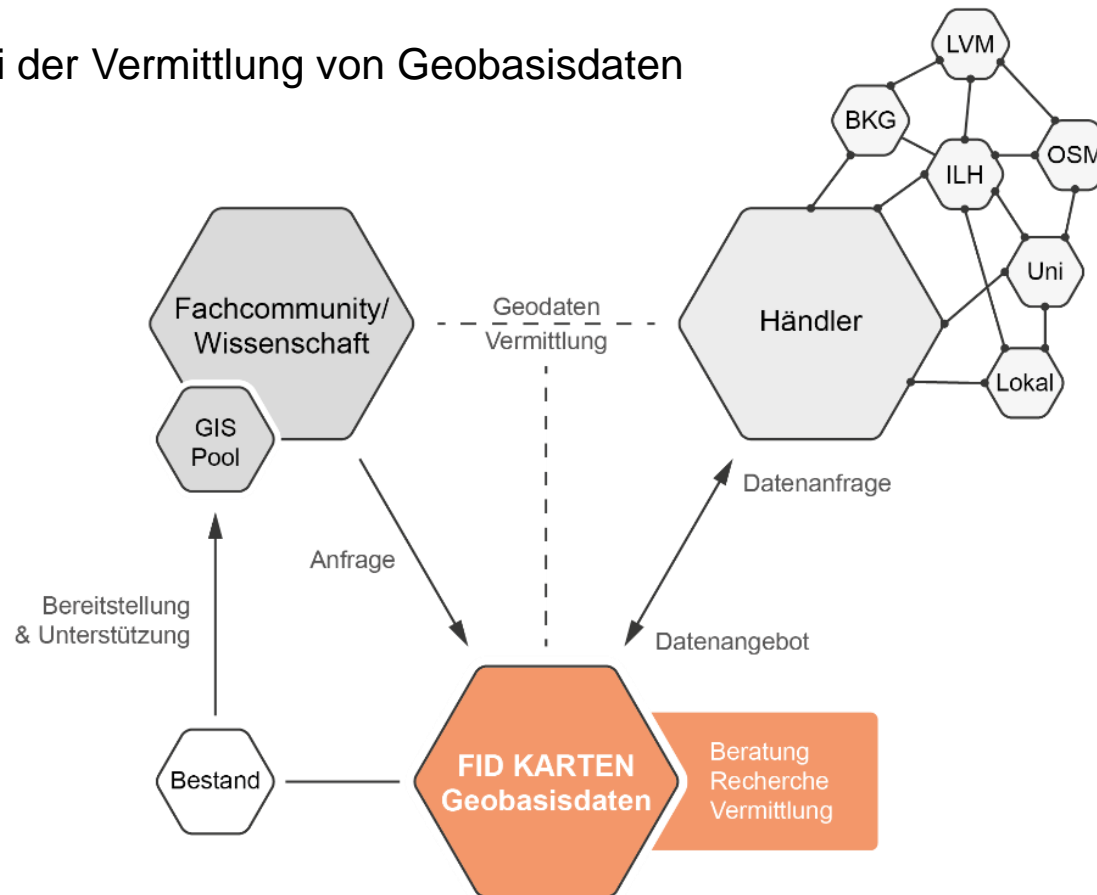 i der Vermittlung von Geobasisdaten
LVM
BKG
OSM
ILH
Uni
Lokal
Fachcommunity/
Wissenschaft
Geodaten
Vermittlung
Händler
GIS
Pool
Datenanfrage
Anfrage
Bereitstellung
& Unterstützung
Datenangebot
Bestand
FID KARTEN
Geobasisdaten
Beratung
Recherche
Vermittlung